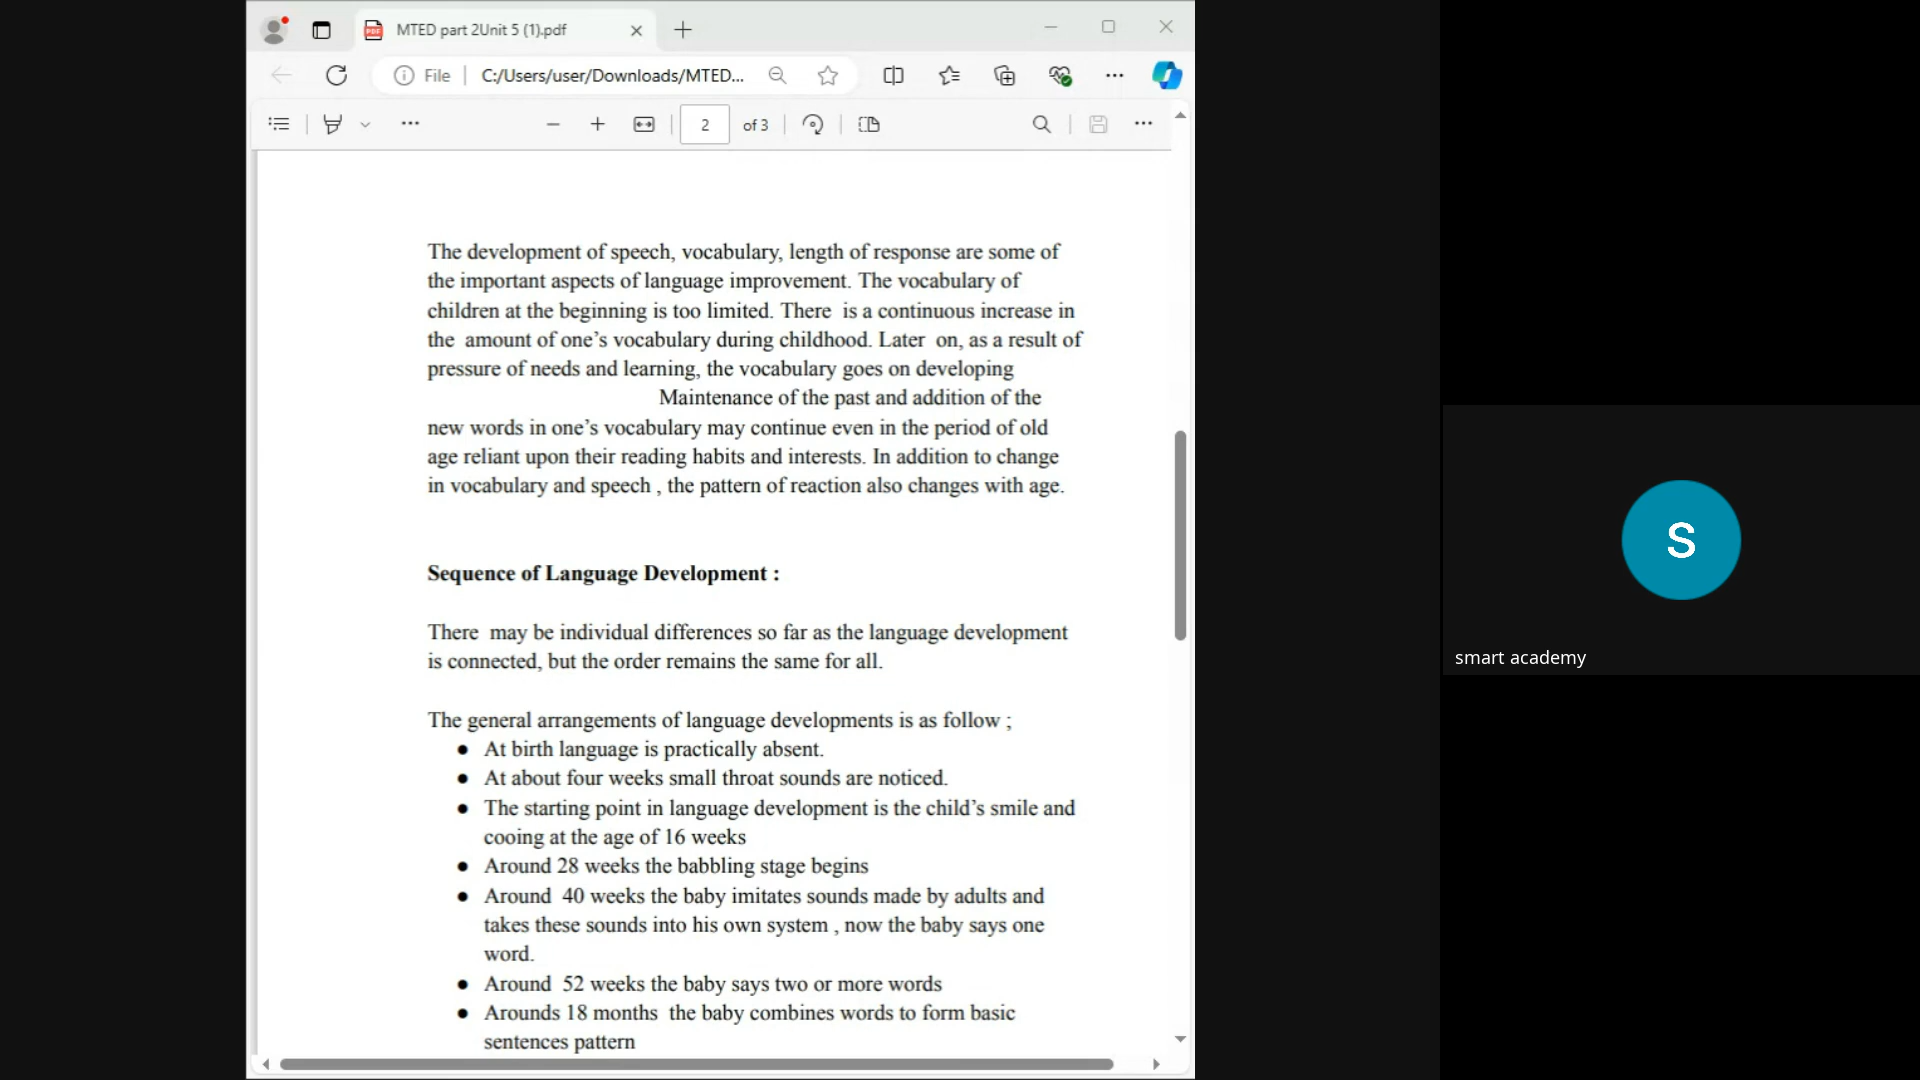 MTED part 2Unit 5 (1).pdf
File
C:/Users/user/Downloads/MTED...
2
of 3
The development of speech, vocabulary, length of response are some of
the important aspects of language improvement. The vocabulary of
children at the beginning is too limited. There is a continuous increase in
the amount of one's vocabulary during childhood. Later on, as a result of
pressure of needs and learning, the vocabulary goes on developing
Maintenance of the past and addition of the
new words in one's vocabulary may continue even in the period of old
age reliant upon their reading habits and interests. In addition to change
in vocabulary and speech , the pattern of reaction also changes with age.
Sequence of Language Development :
There may be individual differences so far as the language development
is connected, but the order remains the same for all.
The general arrangements of language developments is as follow ;
● At birth language is practically absent.
● At about four weeks small throat sounds are noticed.
● The starting point in language development is the child's smile and
cooing at the age of 16 weeks
● Around 28 weeks the babbling stage begins
● Around 40 weeks the baby imitates sounds made by adults and
takes these sounds into his own system , now the baby says one
word.
● Around 52 weeks the baby says two or more words
● Arounds 18 months the baby combines words to form basic
sentences pattern
S
smart academy